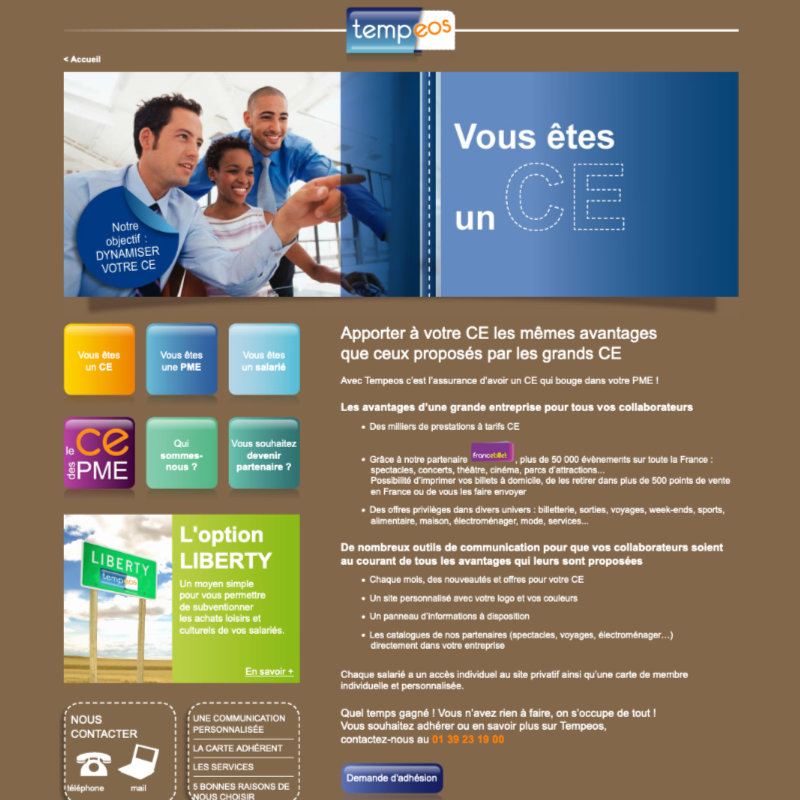 tempeos
< Accueil
Vous êtes
un CE
Notre
objectif :
DYNAMISER
VOTRE CE
Vous êtes
un CE
Vous êtes
une PME
Vous êtes
un salarié
le ce
des PME
Qui
sommes-
nous ?
Vous souhaitez
devenir
partenaire ?
L'option
LIBERTY
Un moyen simple
pour vous permettre
de subventionner
les achats loisirs et
culturels de vos salariés.
En savoir +
LIBERTY
tempeos
NOUS
CONTACTER
téléphone
mail
UNE COMMUNICATION
PERSONNALISÉE
LA CARTE ADHÉRENT
LES SERVICES
5 BONNES RAISONS DE
NOUS CHOISIR
Apporter à votre CE les mêmes avantages
que ceux proposés par les grands CE
Avec Tempeos c'est l'assurance d'avoir un CE qui bouge dans votre PME !
Les avantages d'une grande entreprise pour tous vos collaborateurs
• Des milliers de prestations à tarifs CE
• Grâce à notre partenaire francebillet, plus de 50 000 évènements sur toute la France :
spectacles, concerts, théâtre, cinéma, parcs d'attractions...
Possibilité d'imprimer vos billets à domicile, de les retirer dans plus de 500 points de vente
en France ou de vous les faire envoyer
• Des offres privilèges dans divers univers : billetterie, sorties, voyages, week-ends, sports,
alimentaire, maison, électroménager, mode, services...
De nombreux outils de communication pour que vos collaborateurs soient
au courant de tous les avantages qui leurs sont proposées
• Chaque mois, des nouveautés et offres pour votre CE
• Un site personnalisé avec votre logo et vos couleurs
• Un panneau d'informations à disposition
• Les catalogues de nos partenaires (spectacles, voyages, électroménager…)
directement dans votre entreprise
Chaque salarié a un accès individuel au site privatif ainsi qu'une carte de membre
individuelle et personnalisée.
Quel temps gagné ! Vous n'avez rien à faire, on s'occupe de tout !
Vous souhaitez adhérer ou en savoir plus sur Tempeos,
contactez-nous au 01 39 23 19 00
Demande d'adhésion